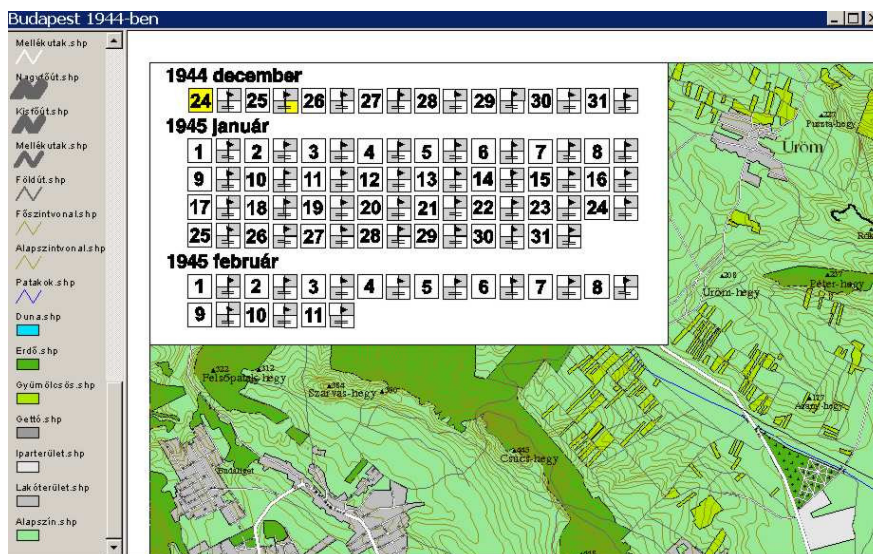 Budapest 1944-ben
Mellékutak.shp
Nagyfőút.shp
Kisfőút.shp
Mellékutak.shp
Földút.shp
Főszintvonal.shp
Alapszintvonal.shp
Patakok.shp
Duna.shp
Erdő.shp
Gyümölcsös.shp
Gettó.shp
Iparterület.shp
Lakóterület.shp
Alapszín.shp
1944 december
24 25 26 27 28 29 30 31
1945 január
1 2 3 4 5 6 7 8
9 10 11 12 13 14 15 16
17 18 19 20 21 22 23 24
25 26 27 28 29 30 31
1945 február
1 2 3 4 5 6 7 8
9 10 11
Puszta-hegy
Üröm
208
Üröm-hegy
Péter-hegy
322
312
Felsőpatak-hegy
Szarvas-hegy
Arany-hegy
Csúcs-hegy
Budaliget